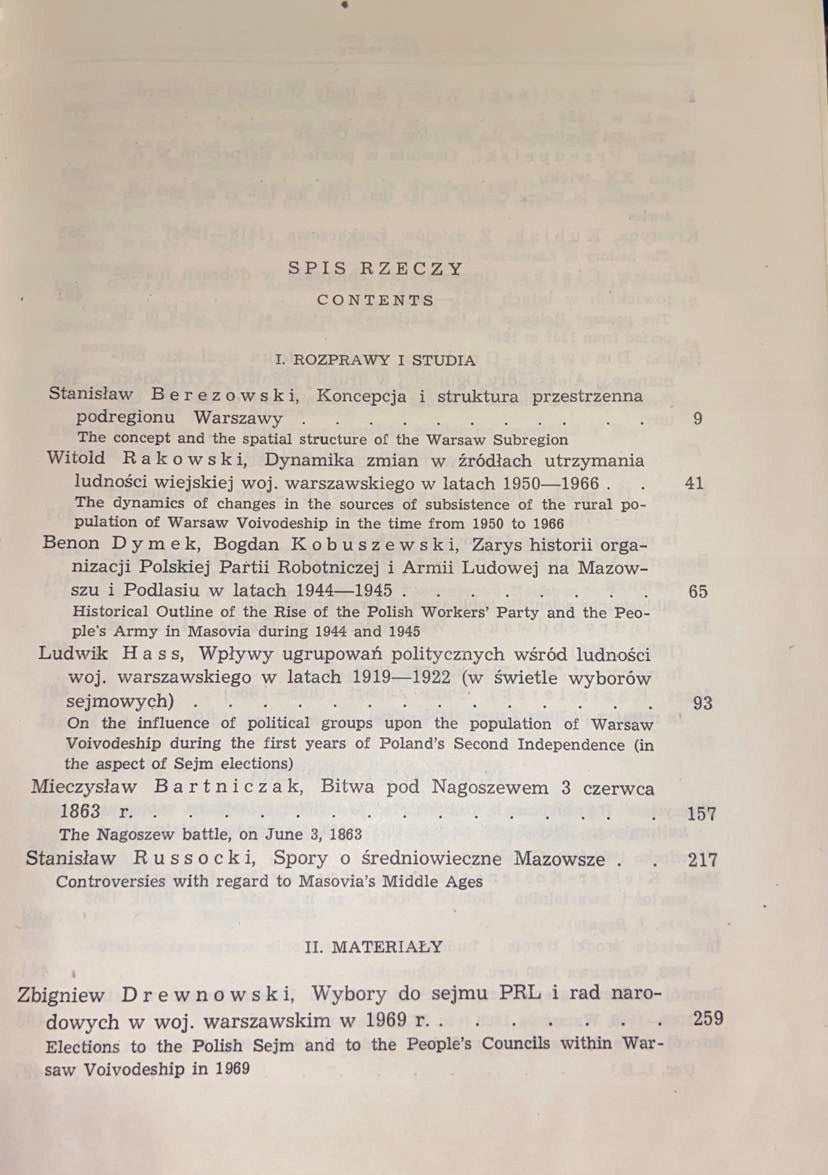 SPIS RZECZY
CONTENTS
I. ROZPRAWY I STUDIA
Stanisław Berezowski, Koncepcja i struktura przestrzenna
podregionu Warszawy . . . . . . . . . . 9
The concept and the spatial structure of the Warsaw Subregion
Witold Rakowski, Dynamika zmian w źródłach utrzymania
ludności wiejskiej woj. warszawskiego w latach 1950—1966 . . 41
The dynamics of changes in the sources of subsistence of the rural po-
pulation of Warsaw Voivodeship in the time from 1950 to 1966
Benon Dymek, Bogdan Kobuszewski, Zarys historii orga-
nizacji Polskiej Partii Robotniczej i Armii Ludowej na Mazow-
szu i Podlasiu w latach 1944—1945 . . . . . . . . 65
Historical Outline of the Rise of the Polish Workers' Party and the Peo-
ple's Army in Masovia during 1944 and 1945
Ludwik Hass, Wpływy ugrupowań politycznych wśród ludności
woj. warszawskiego w latach 1919—1922 (w świetle wyborów
sejmowych) . . . . . . . . . . . . . . 93
On the influence of political groups upon the population of Warsaw
Voivodeship during the first years of Poland's Second Independence (in
the aspect of Sejm elections)
Mieczysław Bartniczak, Bitwa pod Nagoszewem 3 czerwca
1863 r. . . . . . . . . . . . . . . . 157
The Nagoszew battle, on June 3, 1863
Stanisław Russocki, Spory o średniowieczne Mazowsze . . 217
Controversies with regard to Masovia's Middle Ages
II. MATERIAŁY
Zbigniew Drewnowski, Wybory do sejmu PRL i rad naro-
dowych w woj. warszawskim w 1969 r. . . . . . . . 259
Elections to the Polish Sejm and to the People's Councils within War-
saw Voivodeship in 1969